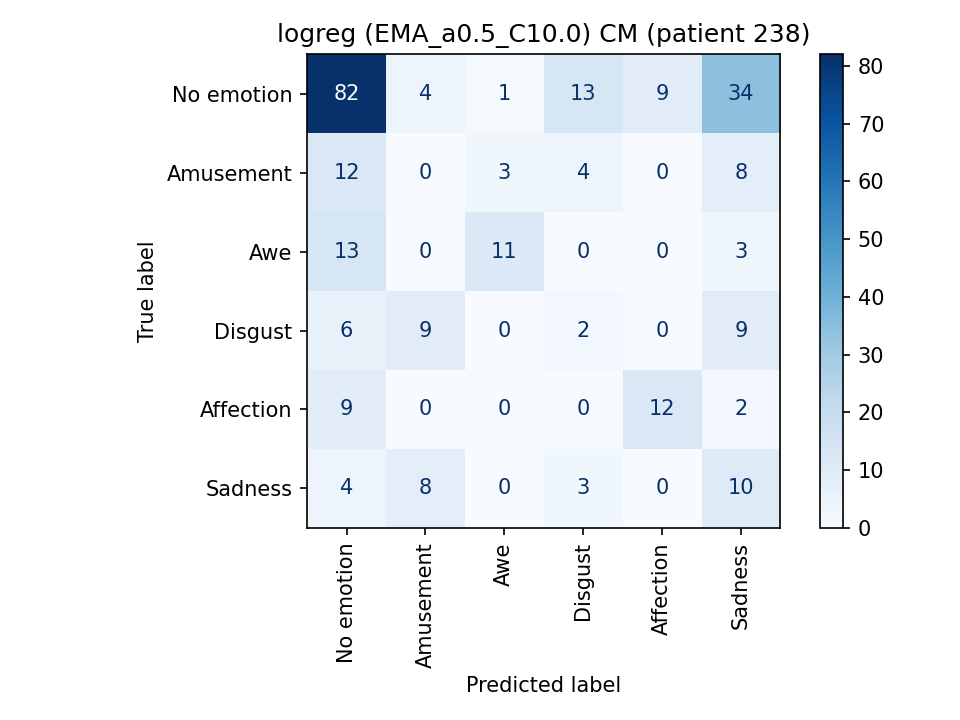 logreg (EMA_a0.5_C10.0) CM (patient 238)
No emotion 82 4 1 13 9 34
Amusement 12 0 3 4 0 8
Awe 13 0 11 0 0 3
Disgust 6 9 0 2 0 9
Affection 9 0 0 0 12 2
Sadness 4 8 0 3 0 10
True label
No emotion
Amusement
Awe
Disgust
Affection
Sadness
Predicted label
80
70
60
50
40
30
20
10
0